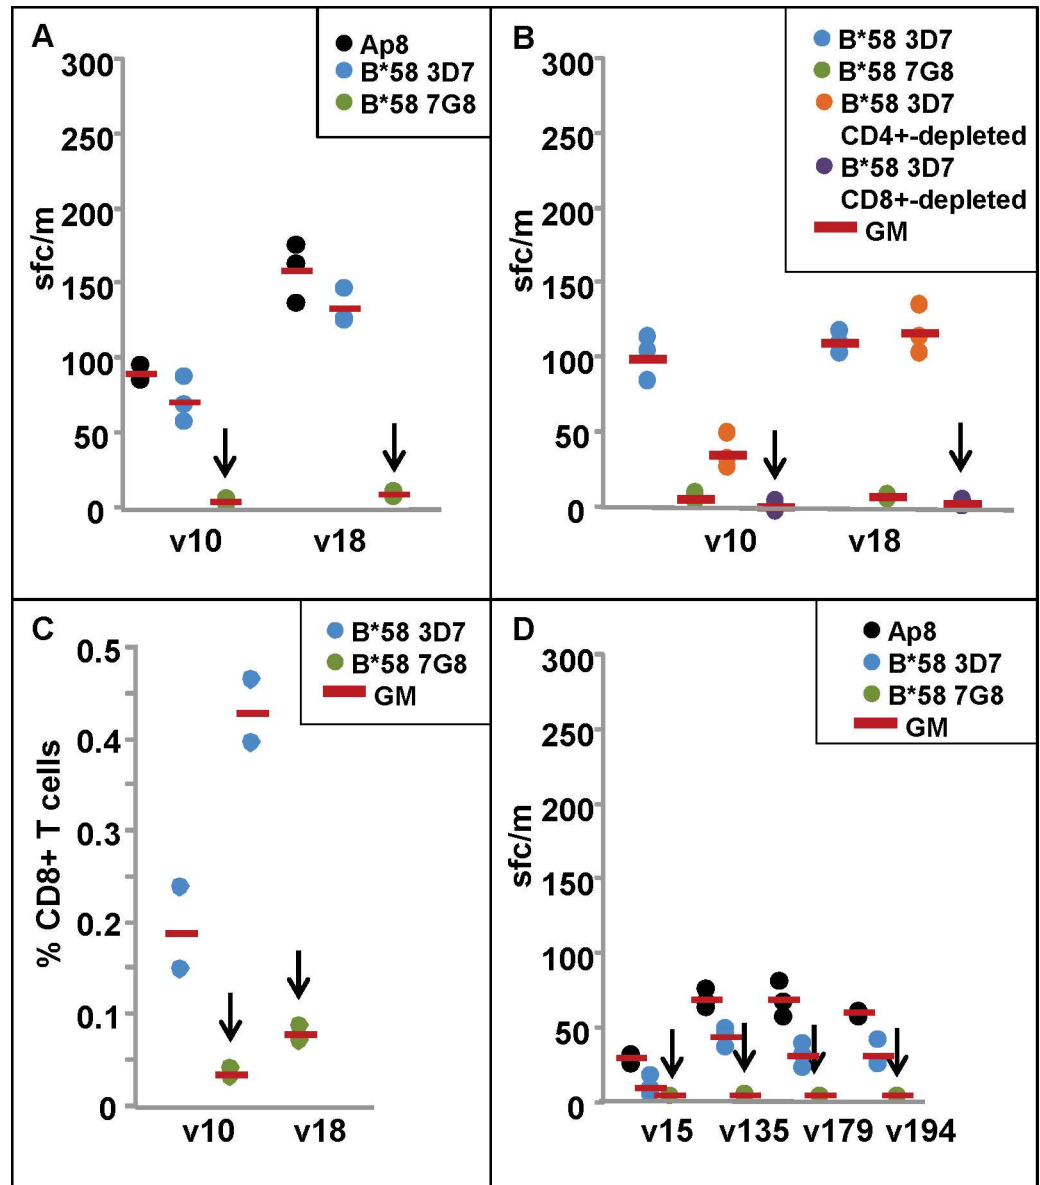 A
Ap8
B*58 3D7
B*58 7G8
300
250
200
150
100
50
0
sfc/m
v10 v18
B
B*58 3D7
B*58 7G8
B*58 3D7
CD4+-depleted
B*58 3D7
CD8+-depleted
GM
300
250
200
150
100
50
0
sfc/m
v10 v18
C
B*58 3D7
B*58 7G8
GM
0.5
0.4
0.3
0.2
0.1
0
% CD8+ T cells
v10 v18
D
Ap8
B*58 3D7
B*58 7G8
GM
300
250
200
150
100
50
0
sfc/m
v15 v135 v179 v194